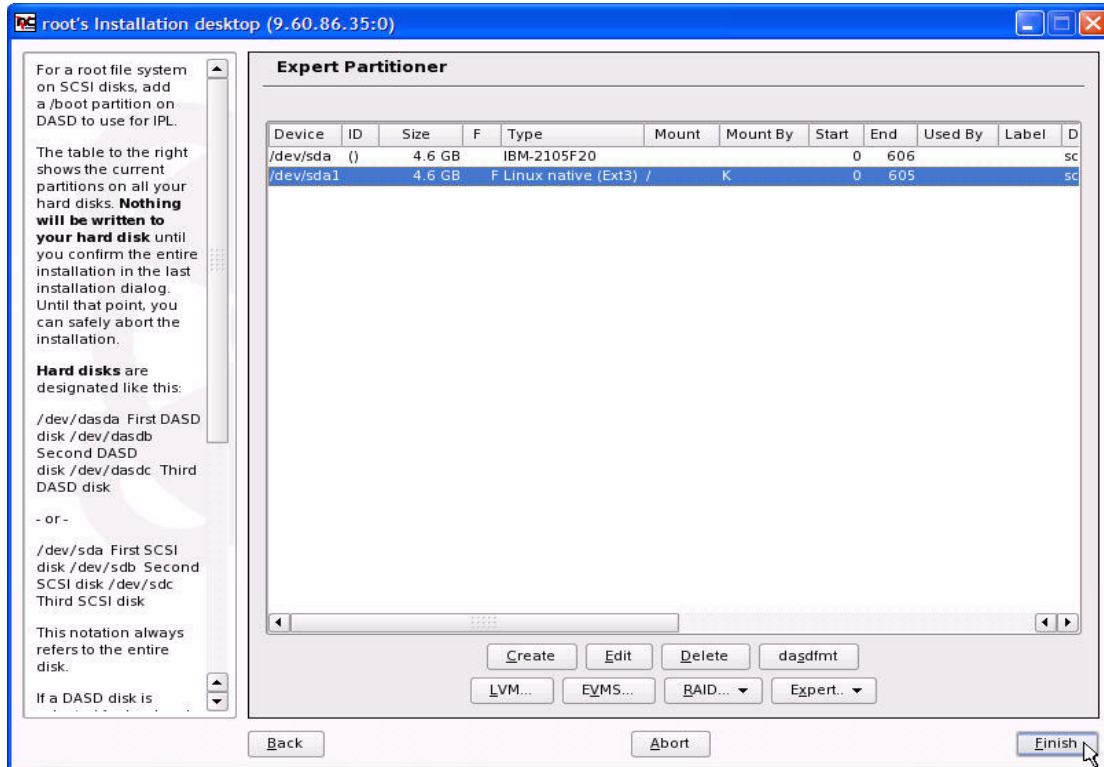 root's Installation desktop (9.60.86.35:0)
For a root file system
on SCSI disks, add
a /boot partition on
DASD to use for IPL.
The table to the right
shows the current
partitions on all your
hard disks. Nothing
will be written to
your hard disk until
you confirm the entire
installation in the last
installation dialog.
Until that point, you
can safely abort the
installation.
Hard disks are
designated like this:
/dev/dasda First DASD
disk /dev/dasdb
Second DASD
disk /dev/dasdc Third
DASD disk
- or -
/dev/sda First SCSI
disk /dev/sdb Second
SCSI disk /dev/sdc
Third SCSI disk
This notation always
refers to the entire
disk.
If a DASD disk is
Expert Partitioner
Device ID Size F Type Mount Mount By Start End Used By Label D
/dev/sda () 4.6 GB IBM-2105F20 0 606 sc
/dev/sda1 4.6 GB F Linux native (Ext3) / K 0 605 sc
Create Edit Delete dasdfmt
LVM... EVMS... RAID... Expert..
Back Abort Finish